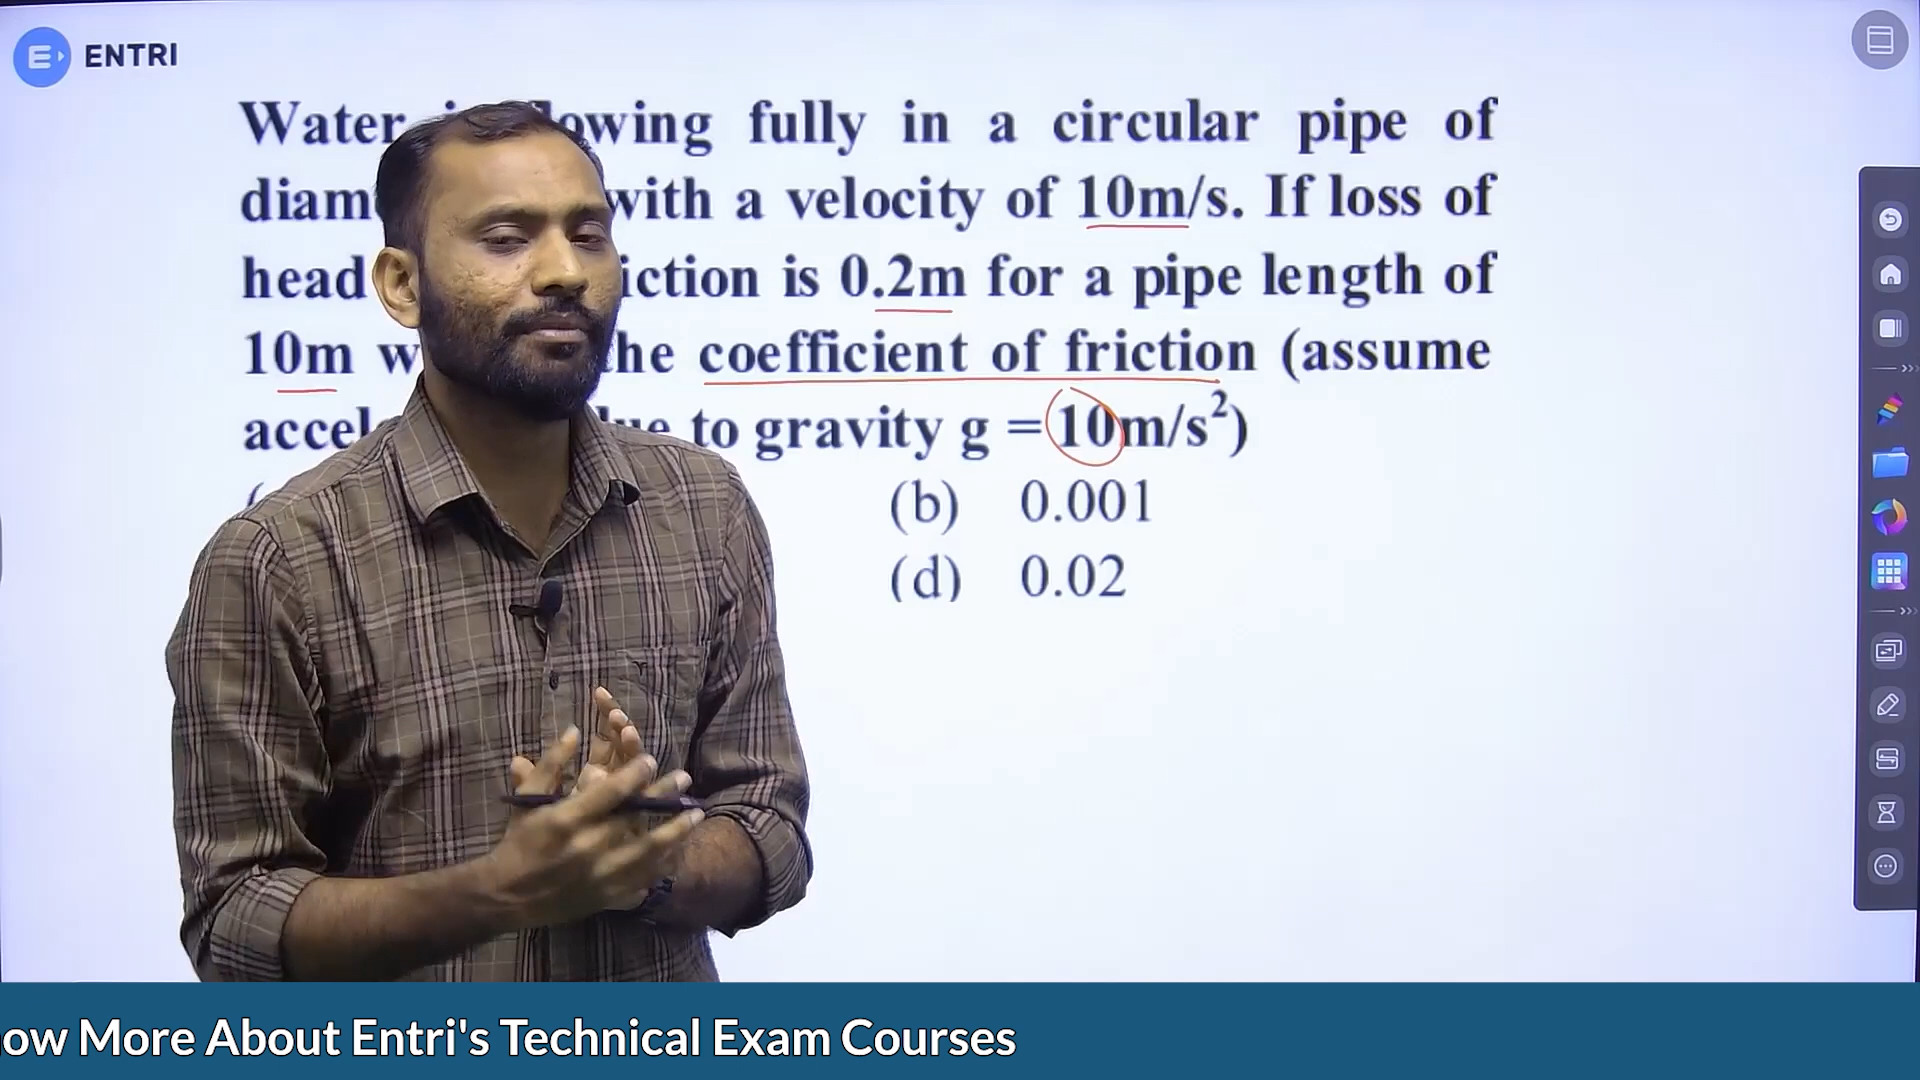 ENTRI
Water flowing fully in a circular pipe of
with a velocity of 10m/s. If loss of
head is 0.2m for a pipe length of
10m the coefficient of friction (assume
to gravity g = 10m/s²)
(b) 0.001
(d) 0.02
More About Entri's Technical Exam Courses